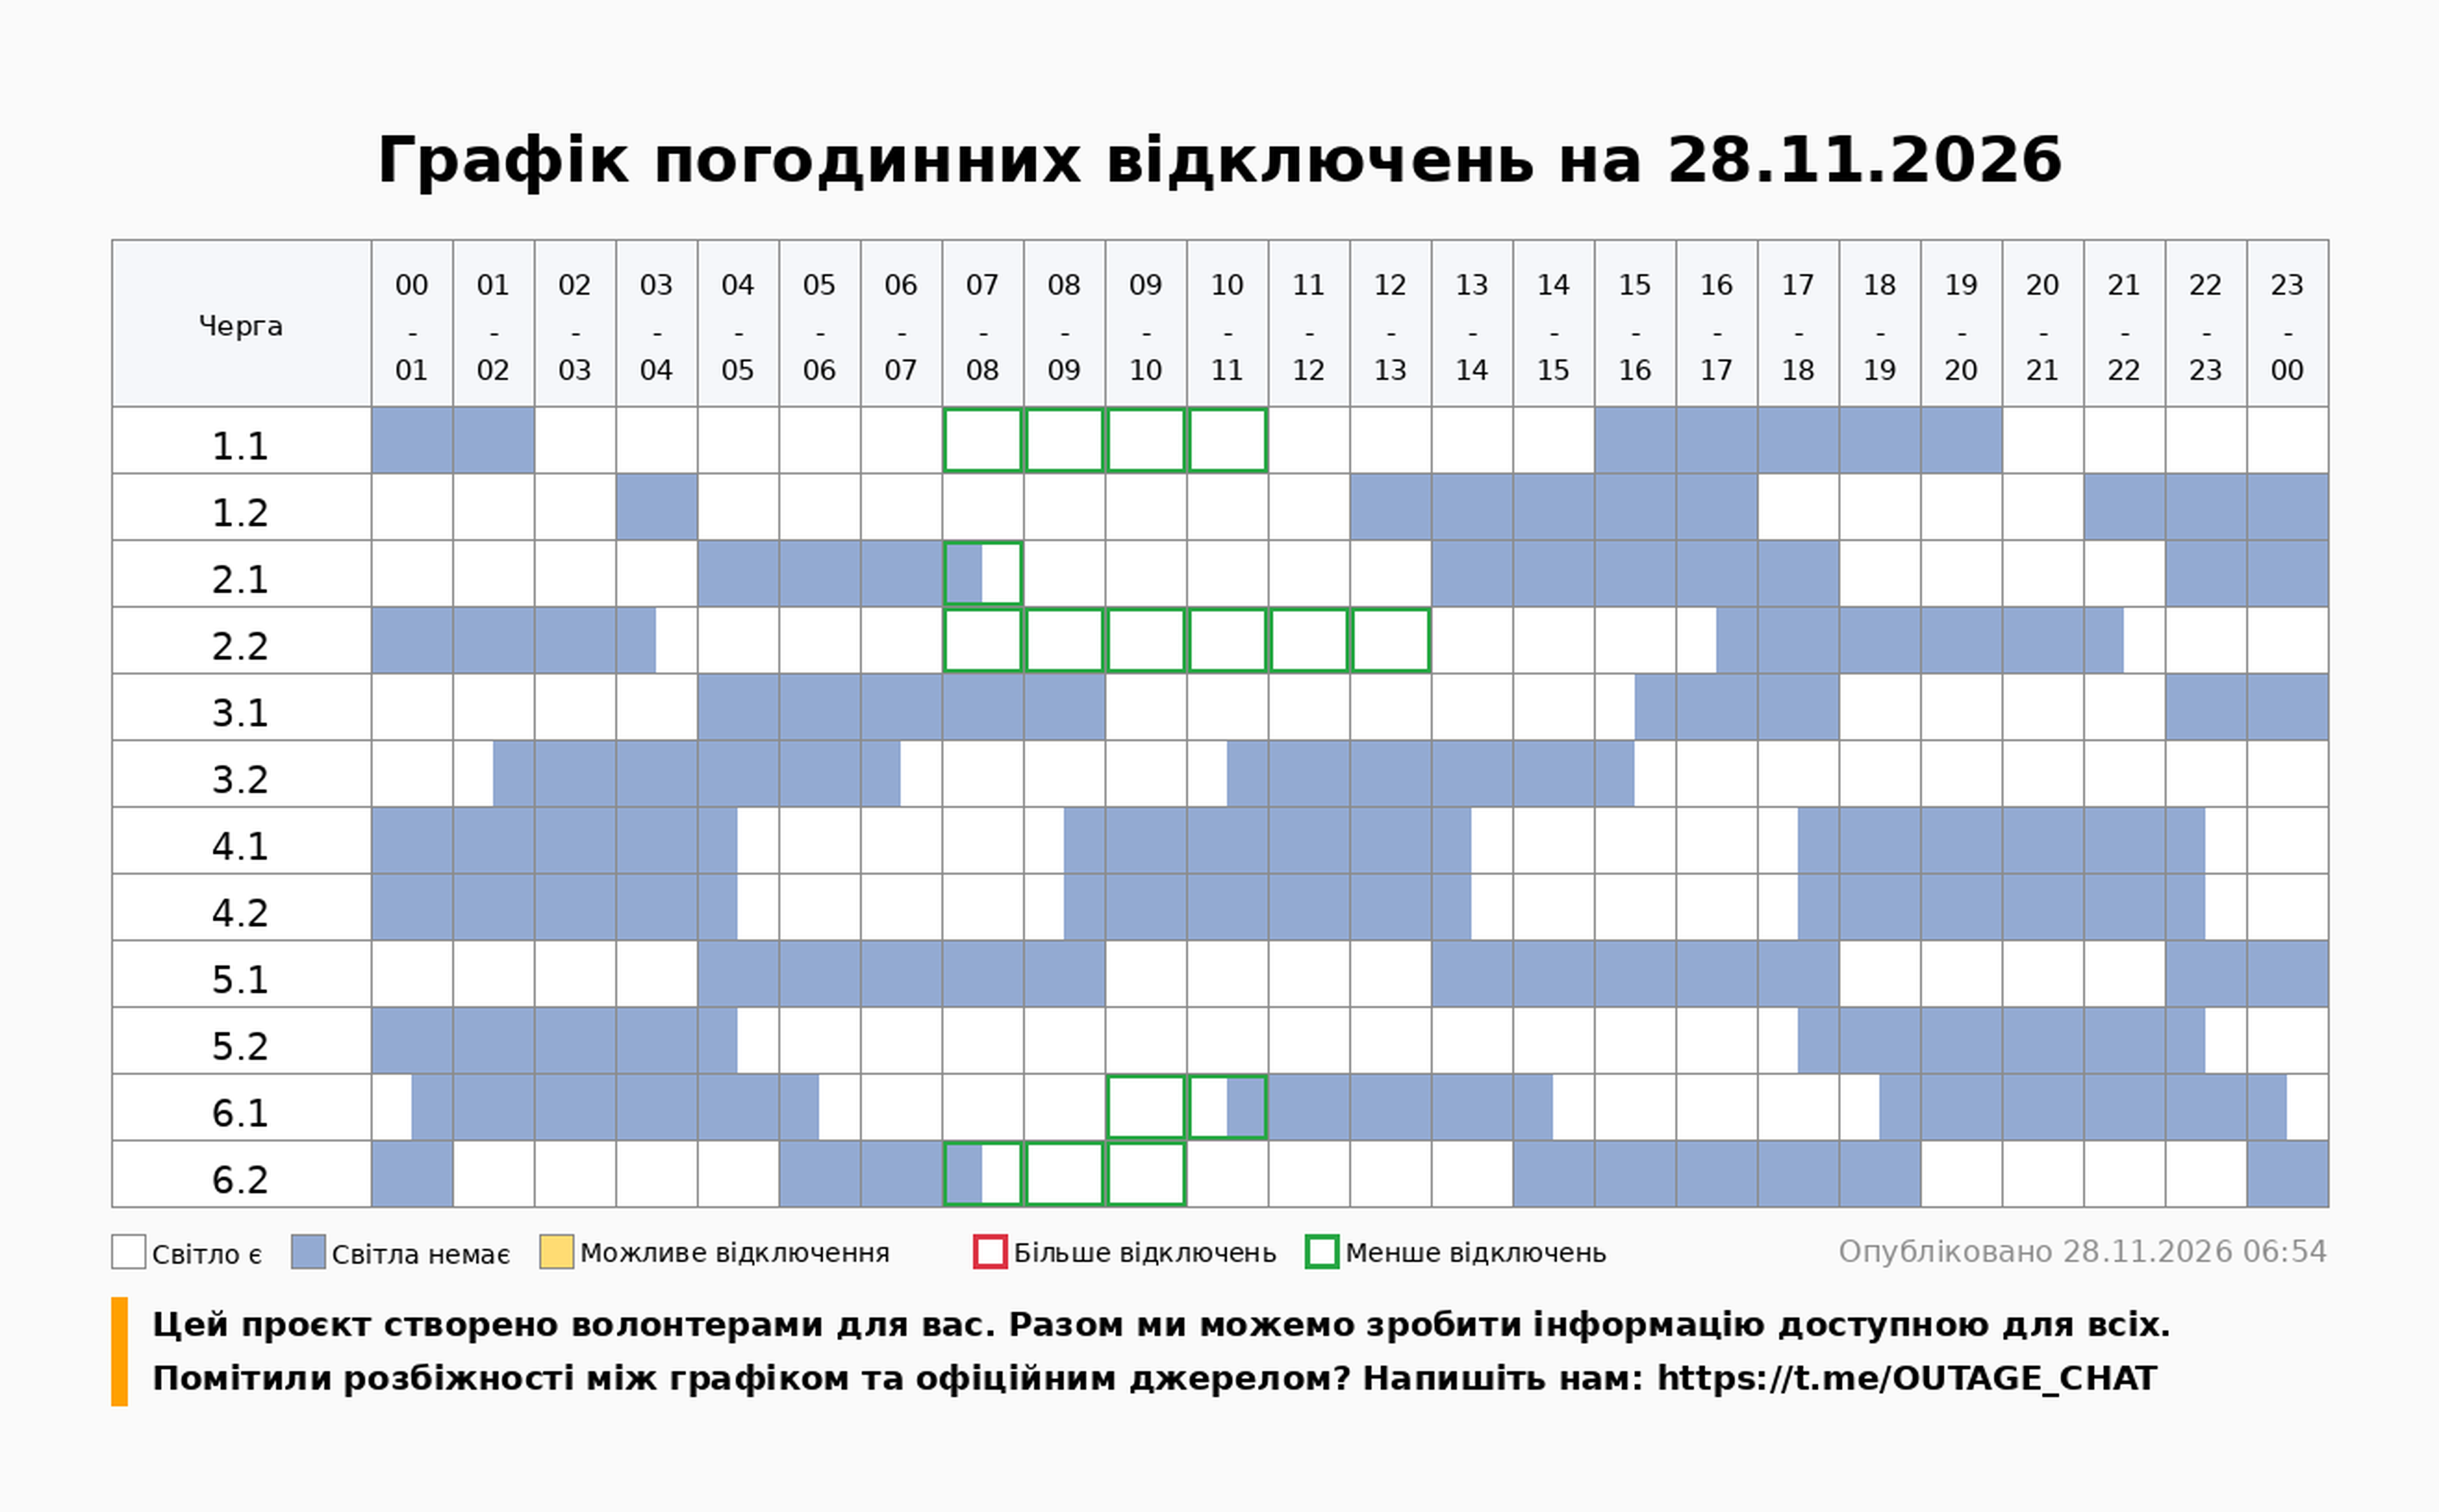 Графік погодинних відключень на 28.11.2026
Черга 00 - 01 01 - 02 02 - 03 03 - 04 04 - 05 05 - 06 06 - 07 07 - 08 08 - 09 09 - 10 10 - 11 11 - 12 12 - 13 13 - 14 14 - 15 15 - 16 16 - 17 17 - 18 18 - 19 19 - 20 20 - 21 21 - 22 22 - 23 23 - 00
1.1
1.2
2.1
2.2
3.1
3.2
4.1
4.2
5.1
5.2
6.1
6.2
Світло є Світла немає Можливе відключення Більше відключень Менше відключень Опубліковано 28.11.2026 06:54
Цей проєкт створено волонтерами для вас. Разом ми можемо зробити інформацію доступною для всіх.
Помітили розбіжності між графіком та офіційним джерелом? Напишіть нам: https://t.me/OUTAGE_CHAT